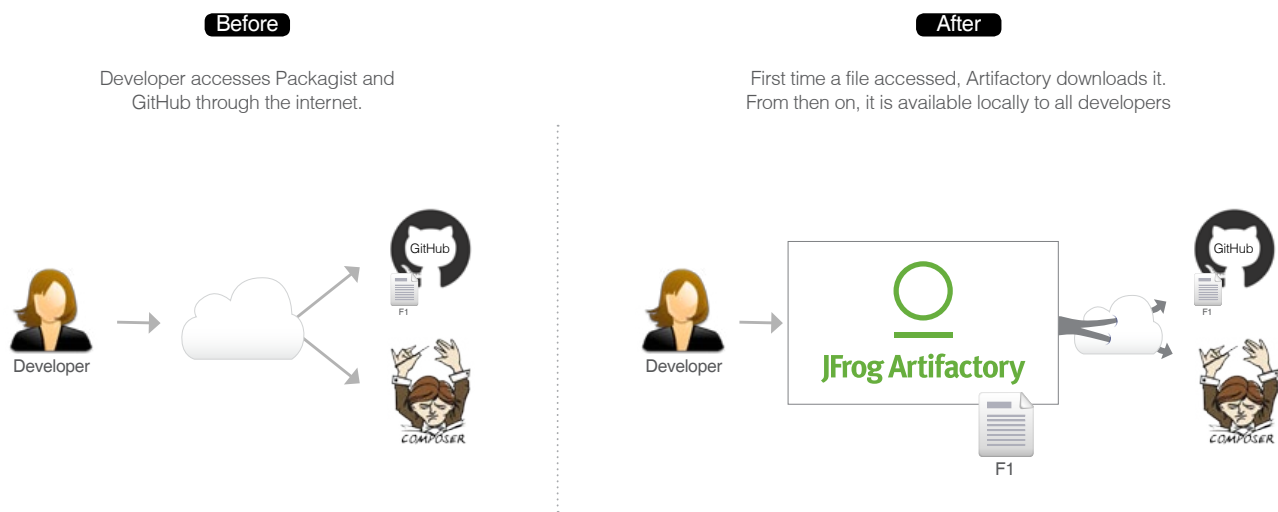 Before
Developer accesses Packagist and
GitHub through the internet.
GitHub
F1
Developer
COMPOSER
After
First time a file accessed, Artifactory downloads it.
From then on, it is available locally to all developers
GitHub
F1
Developer
JFrog Artifactory
COMPOSER
F1